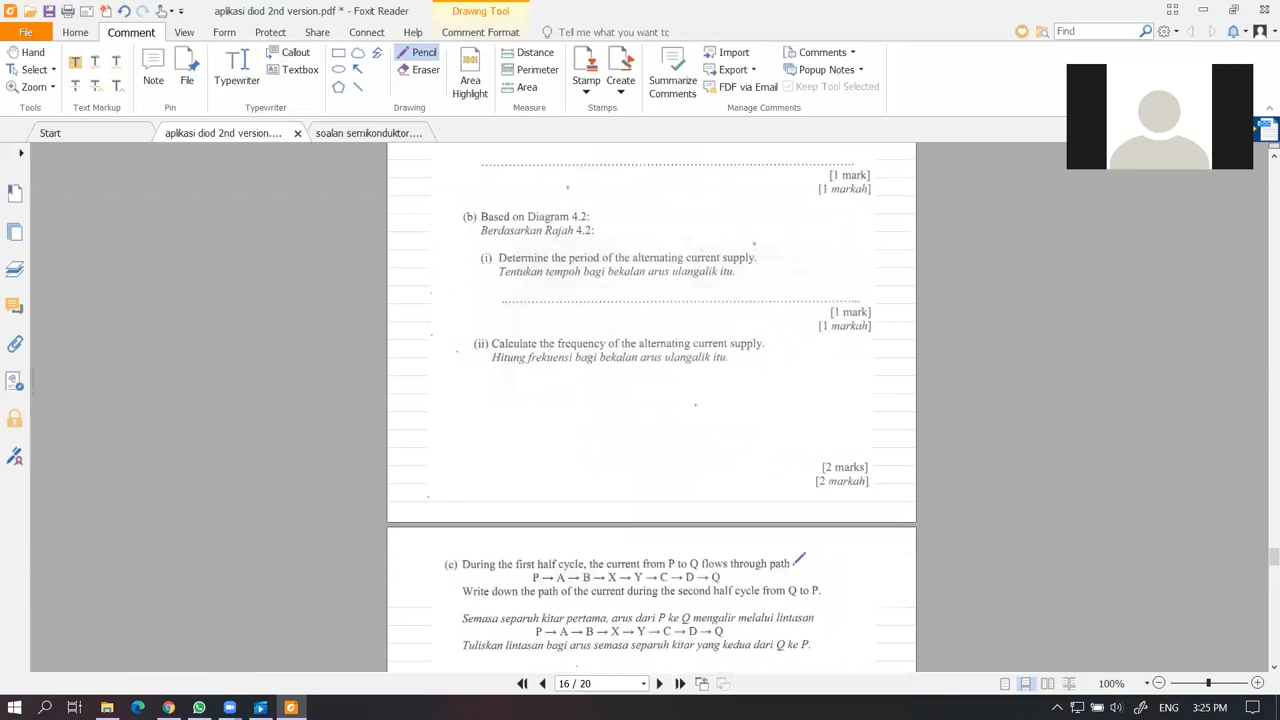 aplikasi diod 2nd version.pdf * - Foxit Reader
Drawing Tool
File
Home
Comment
View
Form
Protect
Share
Connect
Help
Comment Format
Tell me what you want to
Find
Hand
Select
Zoom
Tools
Text Markup
Note
File
Pin
Typewriter
Callout
Textbox
Typewriter
Pencil
Eraser
Drawing
Area
Highlight
Distance
Perimeter
Area
Measure
Stamp
Create
Stamps
Summarize
Comments
Import
Export
FDF via Email
Comments
Popup Notes
Keep Tool Selected
Manage Comments
Start
aplikasi diod 2nd version....
soalan semikonduktor....
[1 mark]
[1 markah]
(b) Based on Diagram 4.2:
Berdasarkan Rajah 4.2:
(i) Determine the period of the alternating current supply.
Tentukan tempoh bagi bekalan arus ulangalik itu.
[1 mark]
[1 markah]
(ii) Calculate the frequency of the alternating current supply.
Hitung frekuensi bagi bekalan arus ulangalik itu.
[2 marks]
[2 markah]
(c) During the first half cycle, the current from P to Q flows through path
P → A → B → X → Y → C → D → Q
Write down the path of the current during the second half cycle from Q to P.
Semasa separuh kitar pertama, arus dari P ke Q mengalir melalui lintasan
P → A → B → X → Y → C → D → Q
Tuliskan lintasan bagi arus semasa separuh kitar yang kedua dari Q ke P.
16 / 20
100%
ENG
3:25 PM